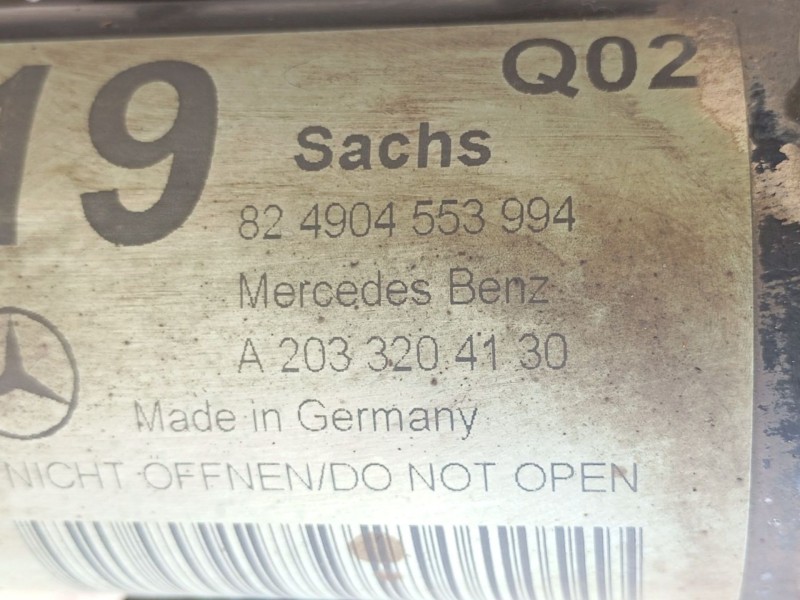 19
Q02
Sachs
82 4904 553 994
Mercedes Benz
A 203 320 41 30
Made in Germany
NICHT ÖFFNEN/DO NOT OPEN